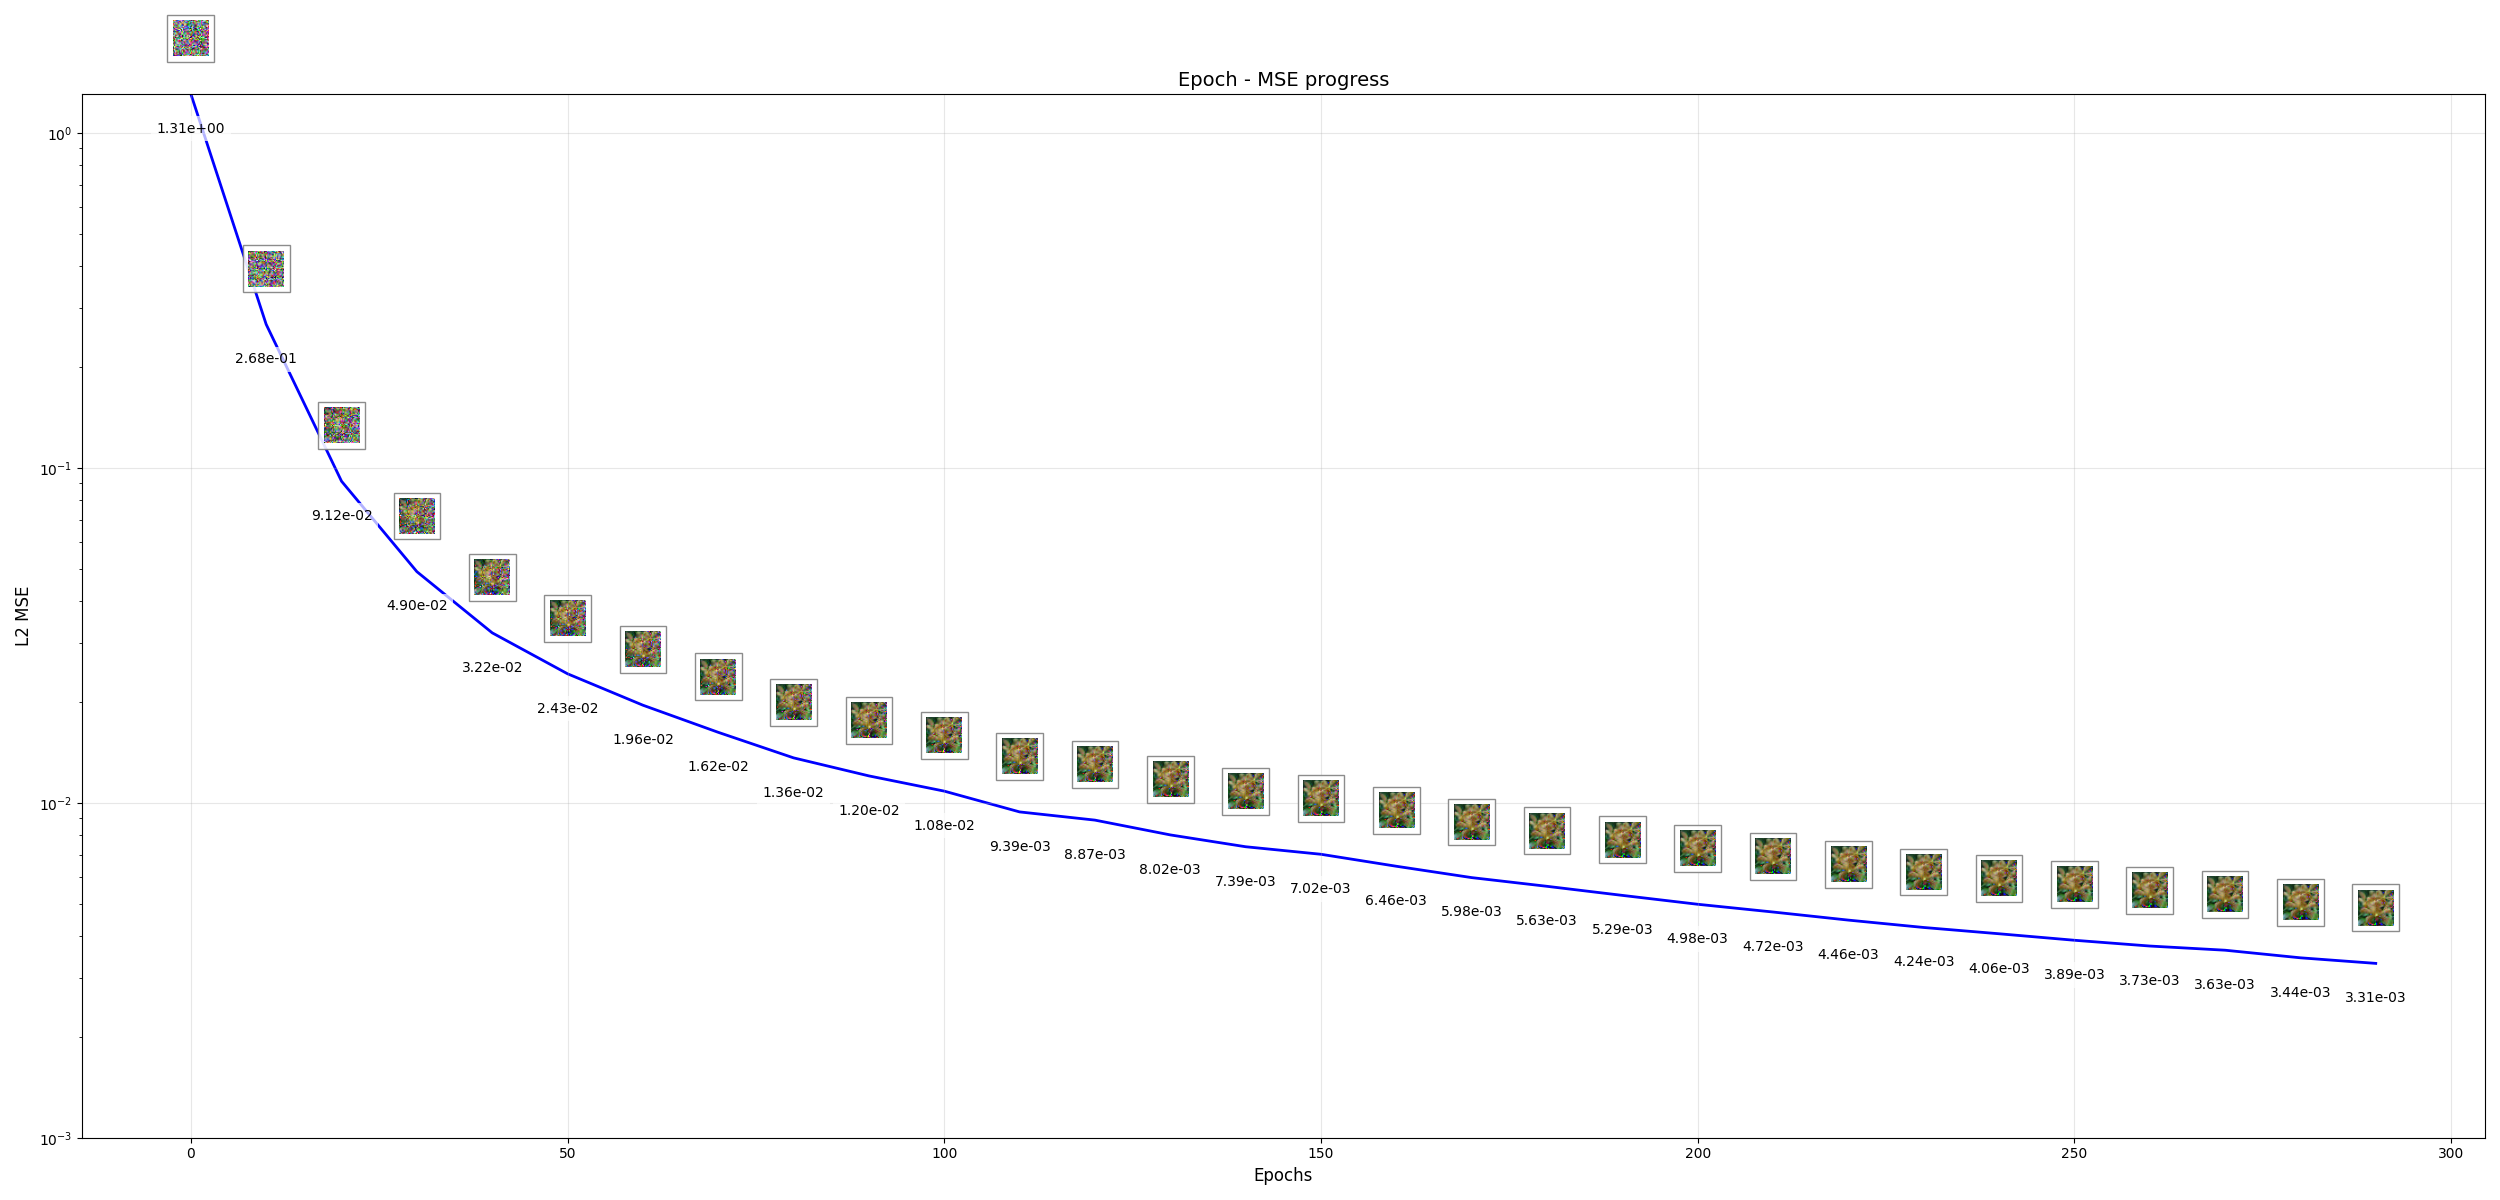 Epoch - MSE progress
10⁰
10⁻¹
10⁻²
10⁻³
L2 MSE
1.31e+00
2.68e-01
9.12e-02
4.90e-02
3.22e-02
2.43e-02
1.96e-02
1.62e-02
1.36e-02
1.20e-02
1.08e-02
9.39e-03
8.87e-03
8.02e-03
7.39e-03
7.02e-03
6.46e-03
5.98e-03
5.63e-03
5.29e-03
4.98e-03
4.72e-03
4.46e-03
4.24e-03
4.06e-03
3.89e-03
3.73e-03
3.63e-03
3.44e-03
3.31e-03
0 50 100 150 200 250 300
Epochs